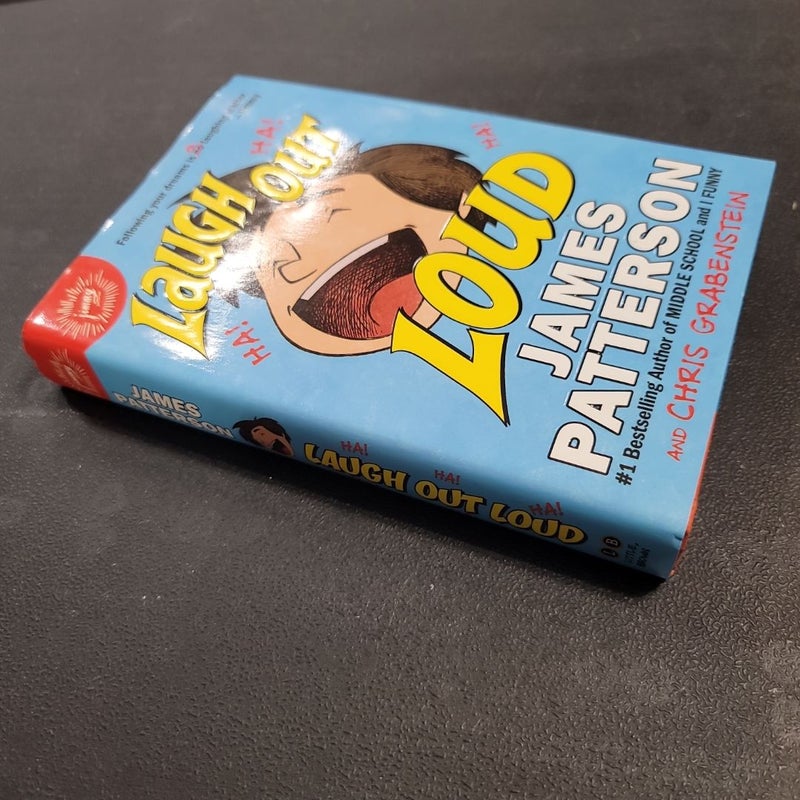 Following your dreams is
LAUGH
OUT
LOUD
HA!
HA!
HA!
JAMES
PATTERSON
#1 Bestselling Author of MIDDLE SCHOOL and I FUNNY
AND CHRIS GRABENSTEIN
JAMES
PATTERSON
HA!
HA!
HA!
LAUGH OUT LOUD
L B